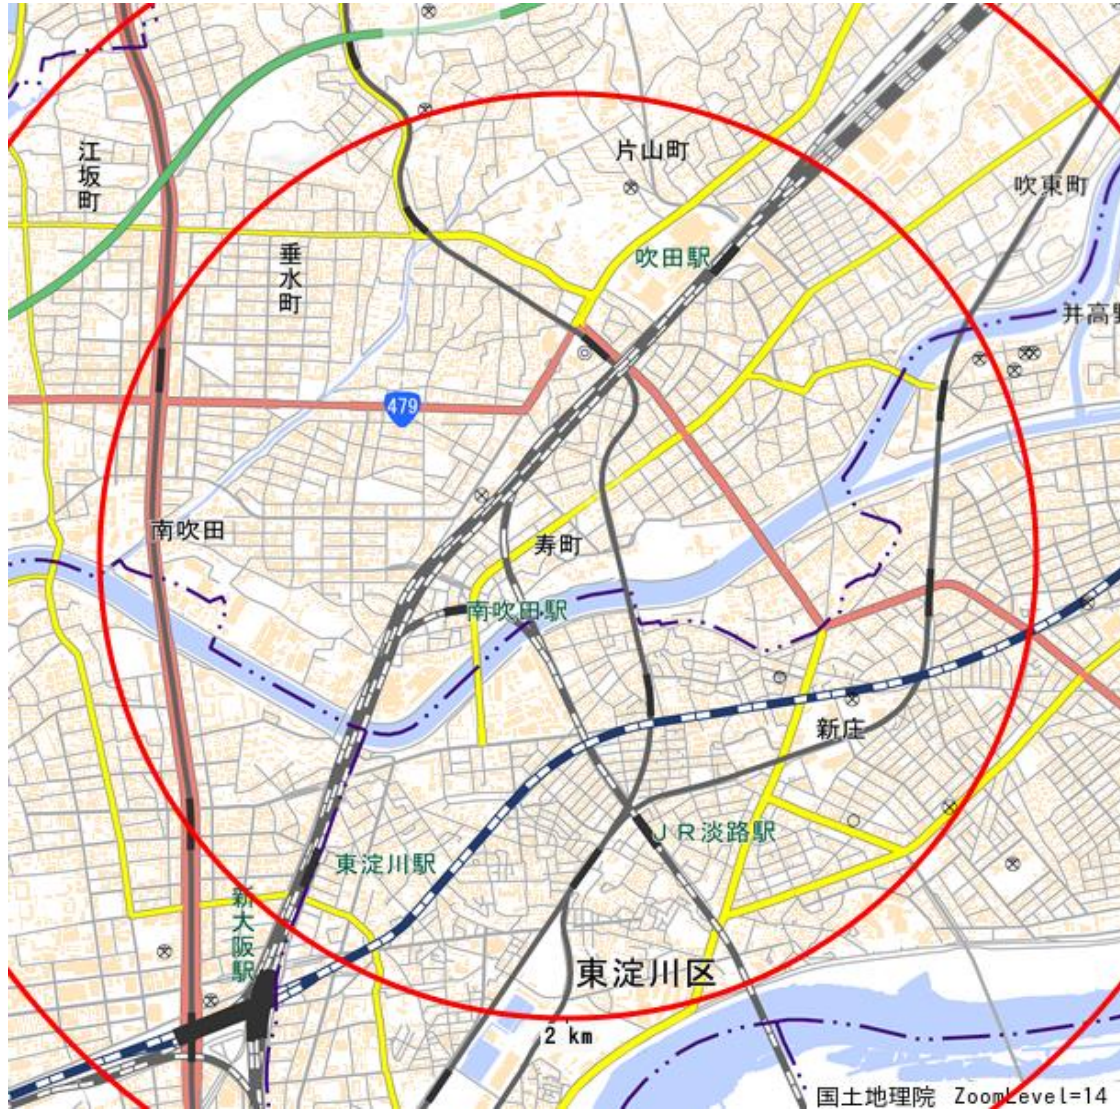 江坂町
片山町
吹東町
垂水町
吹田駅
井高野
479
南吹田
寿町
南吹田駅
新庄
JR淡路駅
東淀川駅
新大阪駅
東淀川区
2 km
国土地理院 ZoomLevel=14